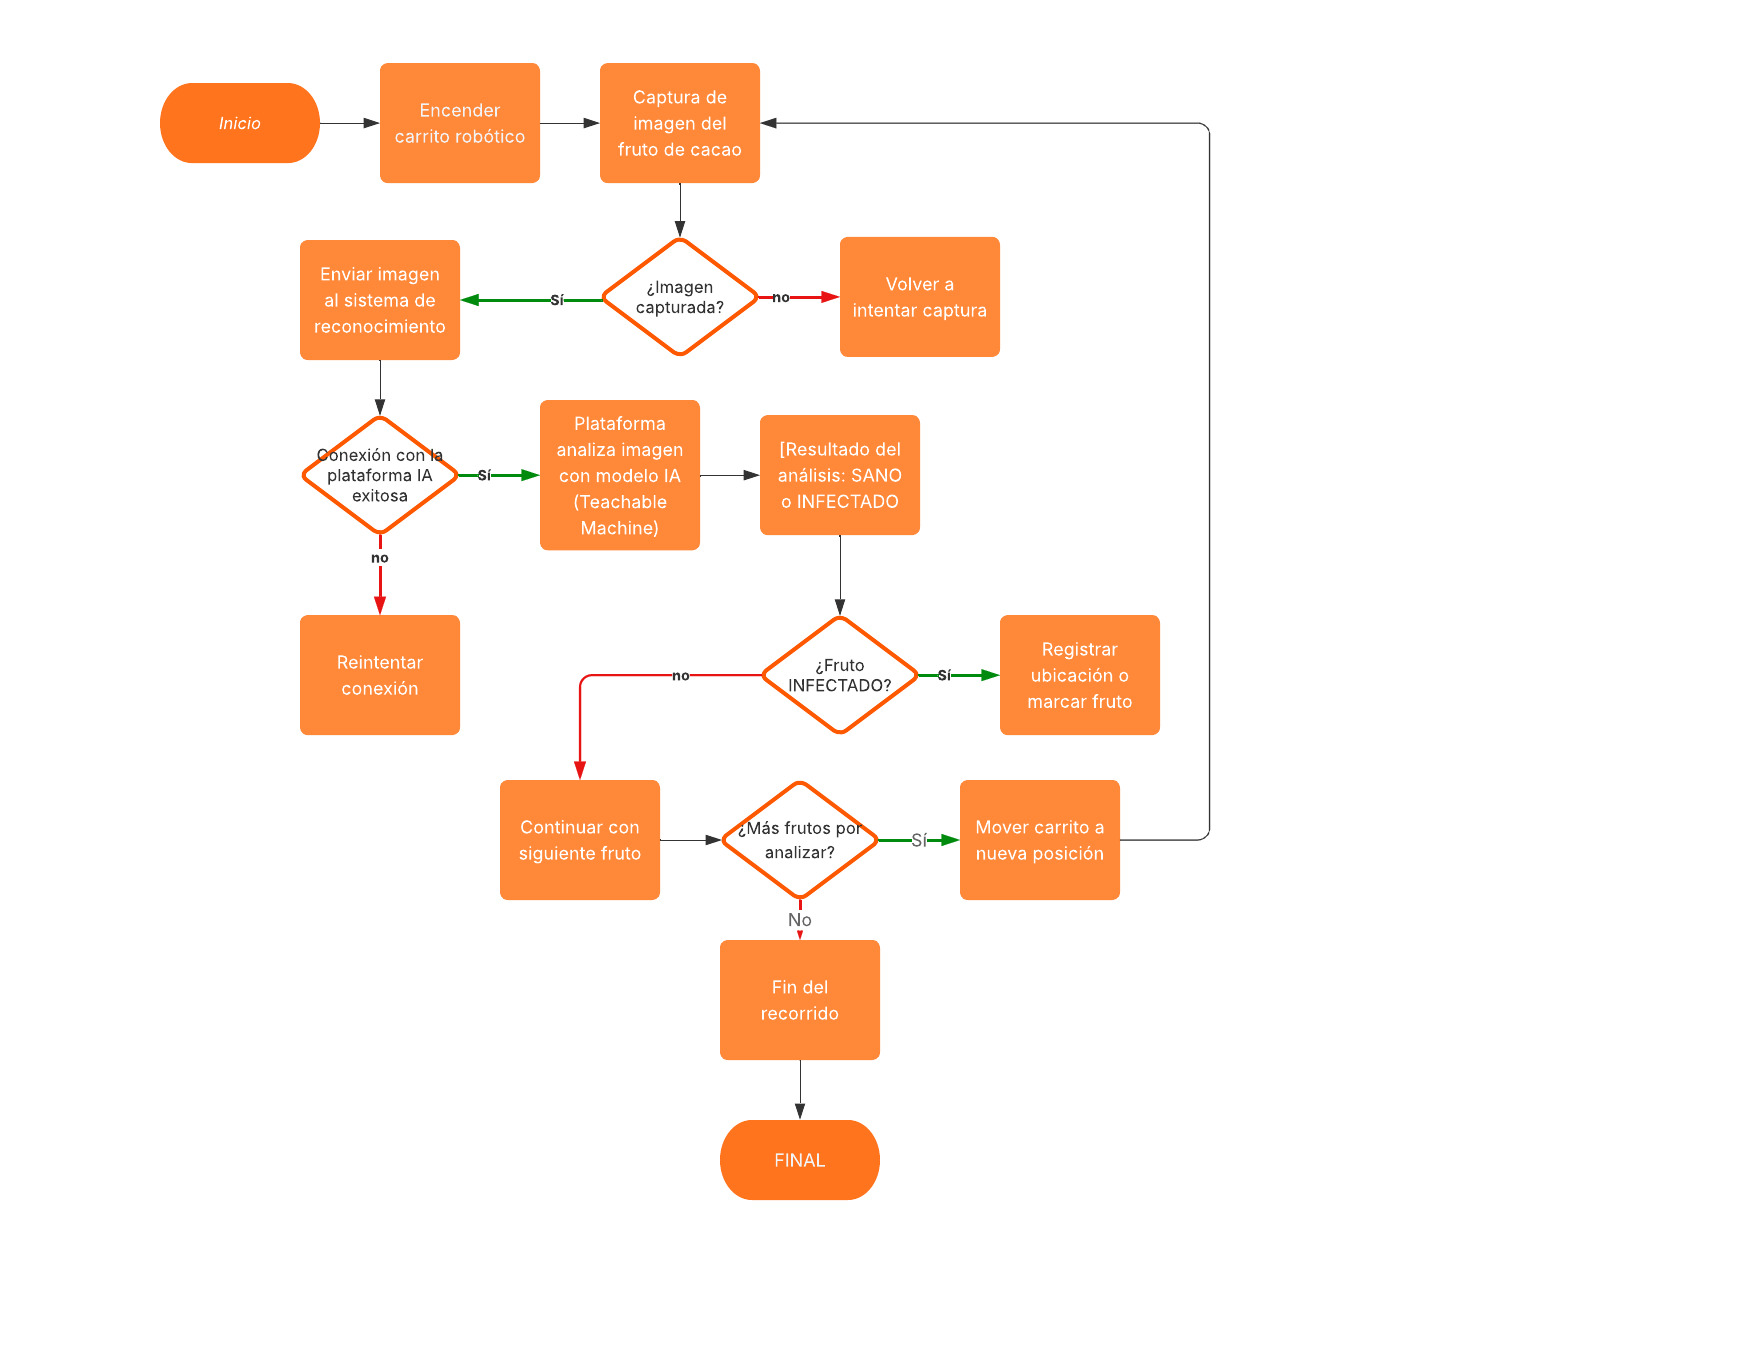 Inicio
Encender
carrito robótico
Captura de
imagen del
fruto de cacao
Enviar imagen
al sistema de
reconocimiento
Sí
¿Imagen
capturada?
no
Volver a
intentar captura
Conexión con la
plataforma IA
exitosa
Sí
Plataforma
analiza imagen
con modelo IA
(Teachable
Machine)
[Resultado del
análisis: SANO
o INFECTADO
no
Reintentar
conexión
no
¿Fruto
INFECTADO?
Sí
Registrar
ubicación o
marcar fruto
Continuar con
siguiente fruto
¿Más frutos por
analizar?
Sí
Mover carrito a
nueva posición
No
Fin del
recorrido
FINAL